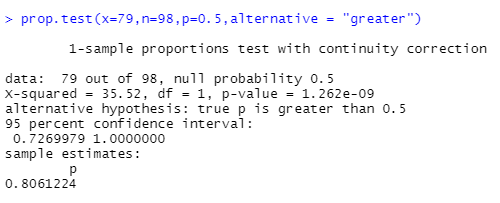 > prop.test(x=79,n=98,p=0.5,alternative = "greater")
1-sample proportions test with continuity correction
data:  79 out of 98, null probability 0.5
X-squared = 35.52, df = 1, p-value = 1.262e-09
alternative hypothesis: true p is greater than 0.5
95 percent confidence interval:
0.7269979 1.0000000
sample estimates:
p
0.8061224